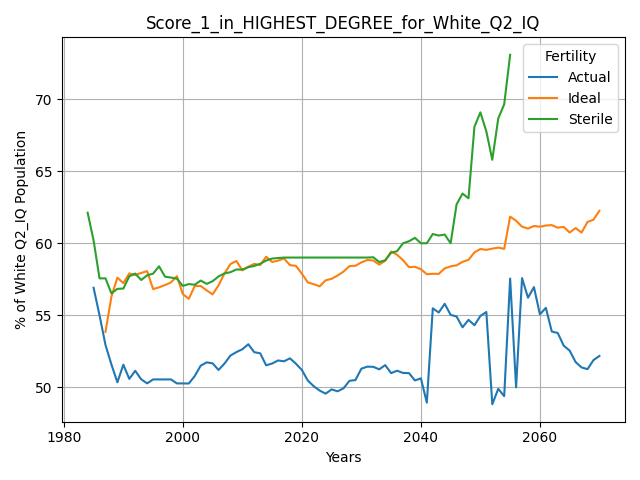 Score_1_in_HIGHEST_DEGREE_for_White_Q2_IQ
% of White Q2_IQ Population
70
65
60
55
50
Fertility
Actual
Ideal
Sterile
1980
2000
2020
2040
2060
Years